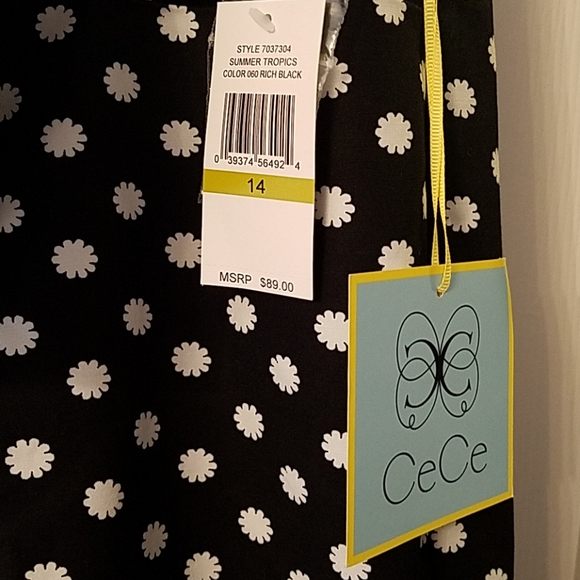 STYLE 7037304
SUMMER TROPICS
COLOR 060 RICH BLACK
0 39374 56492 4
14
MSRP $89.00
CeCe